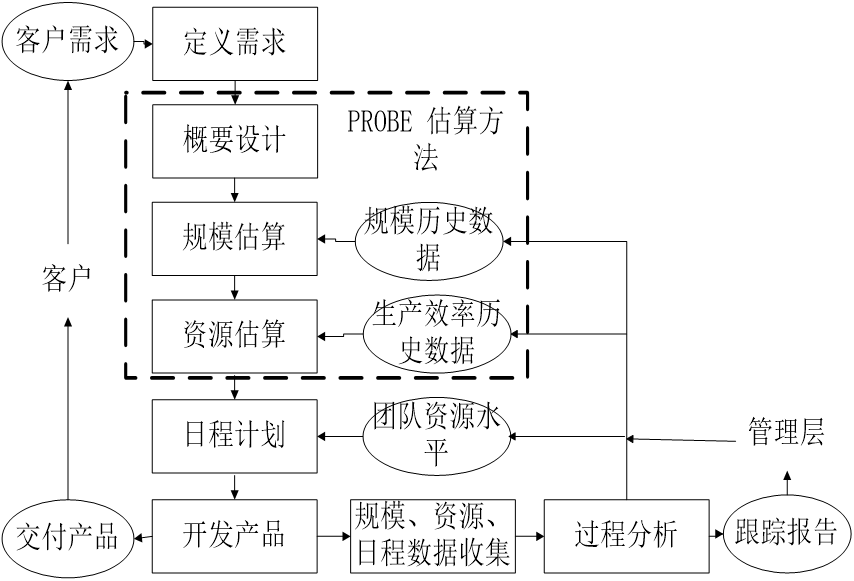 客户需求
定义需求
概要设计
PROBE 估算方
法
规模估算
规模历史数
据
客户
资源估算
生产效率历
史数据
日程计划
团队资源水
平
管理层
交付产品
开发产品
规模、资源、
日程数据收集
过程分析
跟踪报告